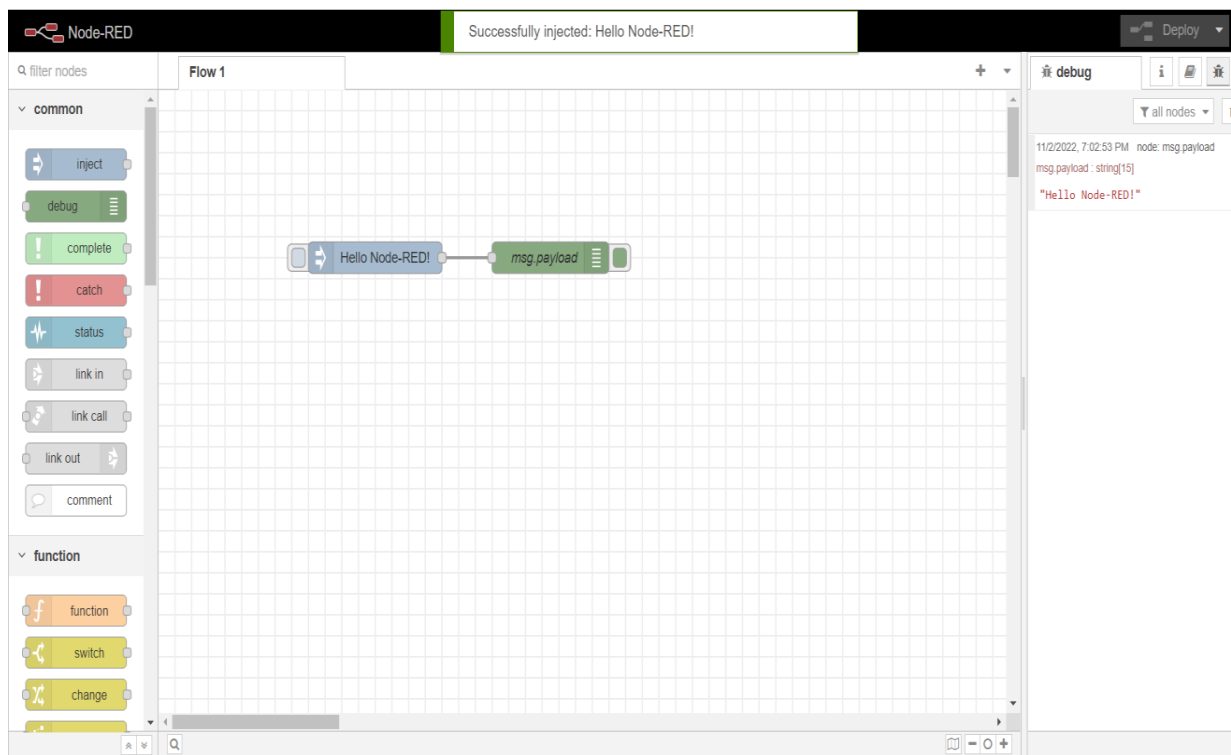 Node-RED
Successfully injected: Hello Node-RED!
Deploy
filter nodes
Flow 1
debug
i
all nodes
common
inject
debug
complete
catch
status
link in
link call
link out
comment
function
function
switch
change
Hello Node-RED!
msg.payload
11/2/2022, 7:02:53 PM node: msg.payload
msg.payload : string[15]
"Hello Node-RED!"